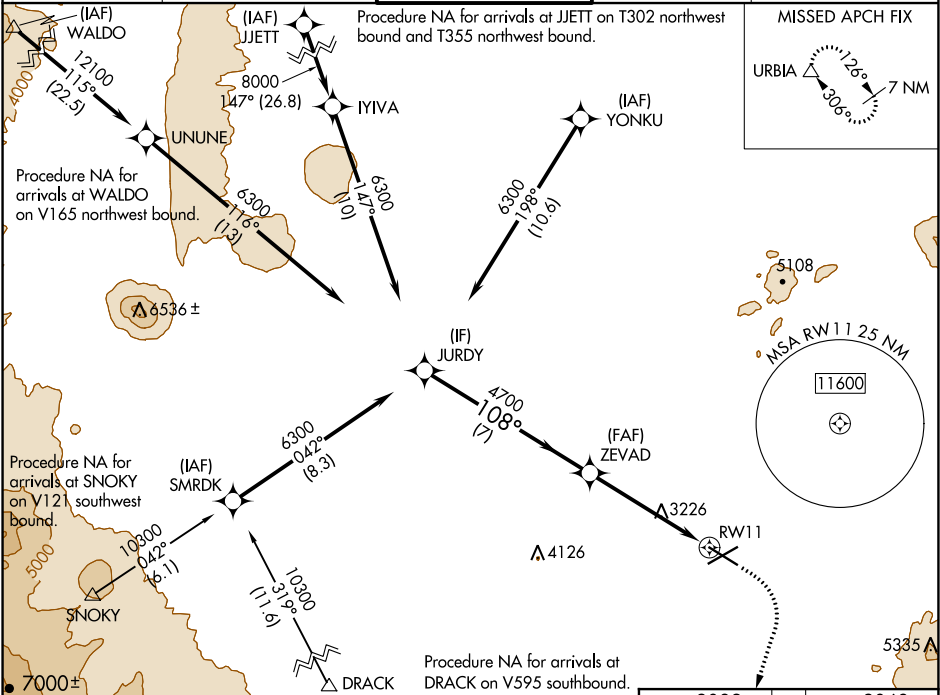 (IAF)
WALDO
(IAF)
JJETT
Procedure NA for arrivals at JJETT on T302 northwest
bound and T355 northwest bound.
MISSED APCH FIX
URBIA
126°
306°
7 NM
4000
12100
115°
(22.5)
8000
147° (26.8)
IYIVA
UNUNE
(IAF)
YONKU
Procedure NA for
arrivals at WALDO
on V165 northwest bound.
6300
116°
(13)
6300
147°
(10)
6300
198°
(10.6)
5108
6536 ±
MSA RW11 25 NM
11600
(IF)
JURDY
4700
108°
(7)
(FAF)
ZEVAD
6300
042°
(8.3)
Procedure NA for
arrivals at SNOKY
on V121 southwest
bound.
(IAF)
SMRDK
3226
RW11
4126
10300
042°
(6.1)
5000
SNOKY
10300
319°
(11.6)
5335
7000±
DRACK
Procedure NA for arrivals at
DRACK on V595 southbound.